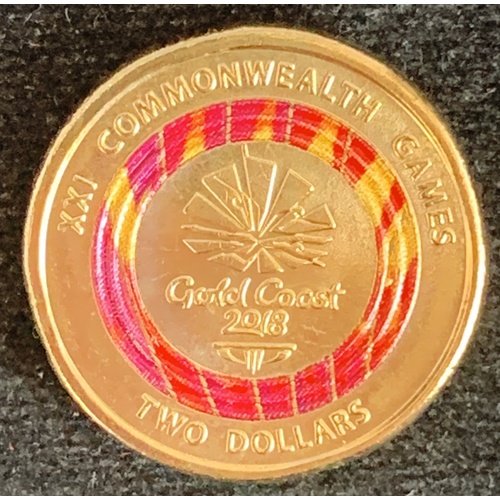 XXI COMMONWEALTH GAMES
Gold Coast
2018
TWO DOLLARS